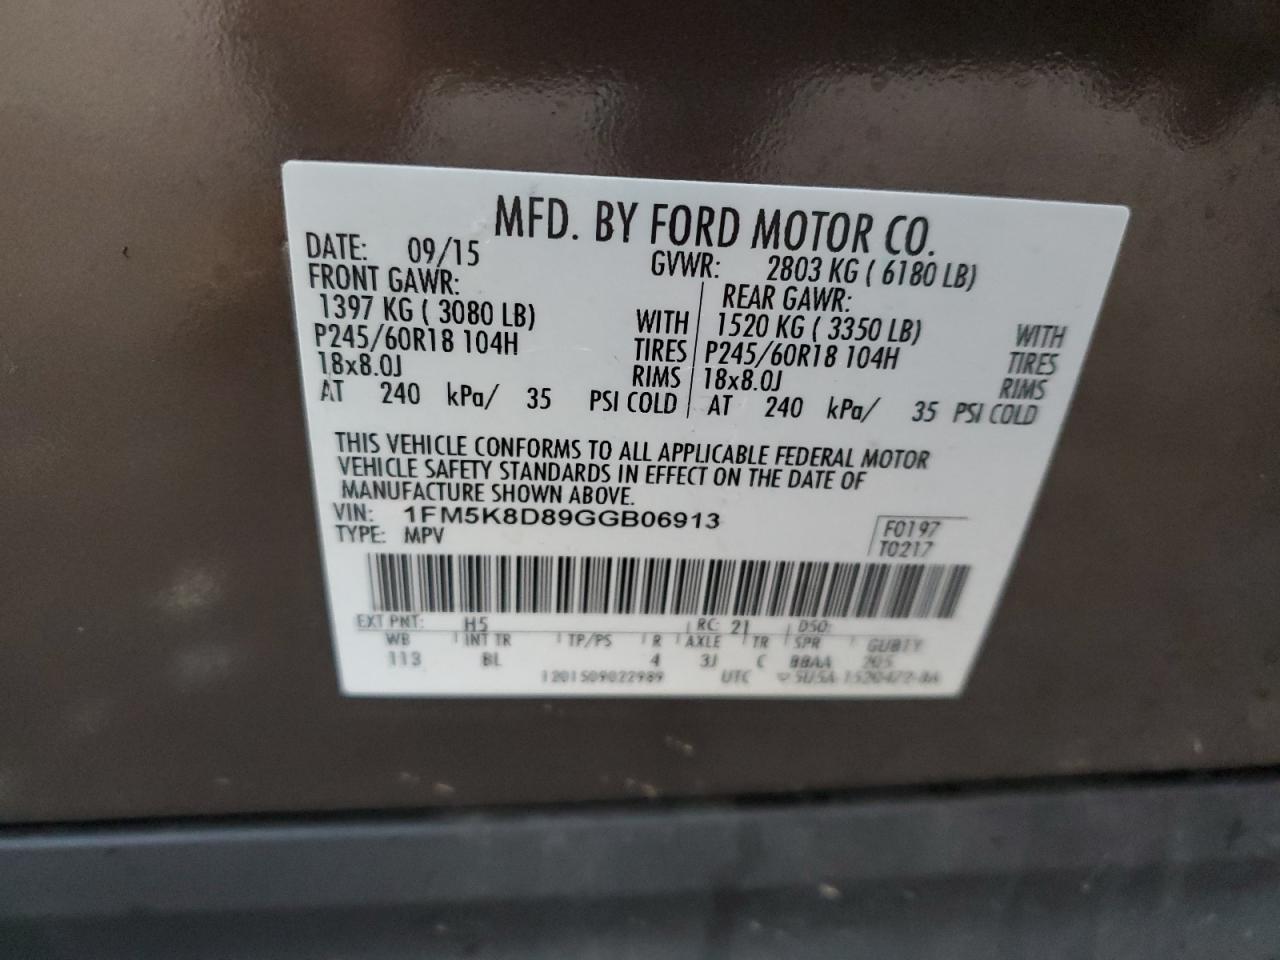 MFD. BY FORD MOTOR CO.
DATE: 09/15 GVWR: 2803 KG ( 6180 LB)
FRONT GAWR: REAR GAWR:
1397 KG ( 3080 LB) WITH 1520 KG ( 3350 LB) WITH
P245/60R18 104H TIRES P245/60R18 104H TIRES
18x8.0J RIMS 18x8.0J RIMS
AT 240 kPa/ 35 PSI COLD AT 240 kPa/ 35 PSI COLD
THIS VEHICLE CONFORMS TO ALL APPLICABLE FEDERAL MOTOR
VEHICLE SAFETY STANDARDS IN EFFECT ON THE DATE OF
MANUFACTURE SHOWN ABOVE.
VIN: 1FM5K8D89GGB06913 F0197
TYPE: MPV T0217
EXT PNT: H5 RC: 21 DSO:
WB INT TR TP/PS R AXLE TR SPR
113 BL 4 3J C BBAA
1201509022989 UTC